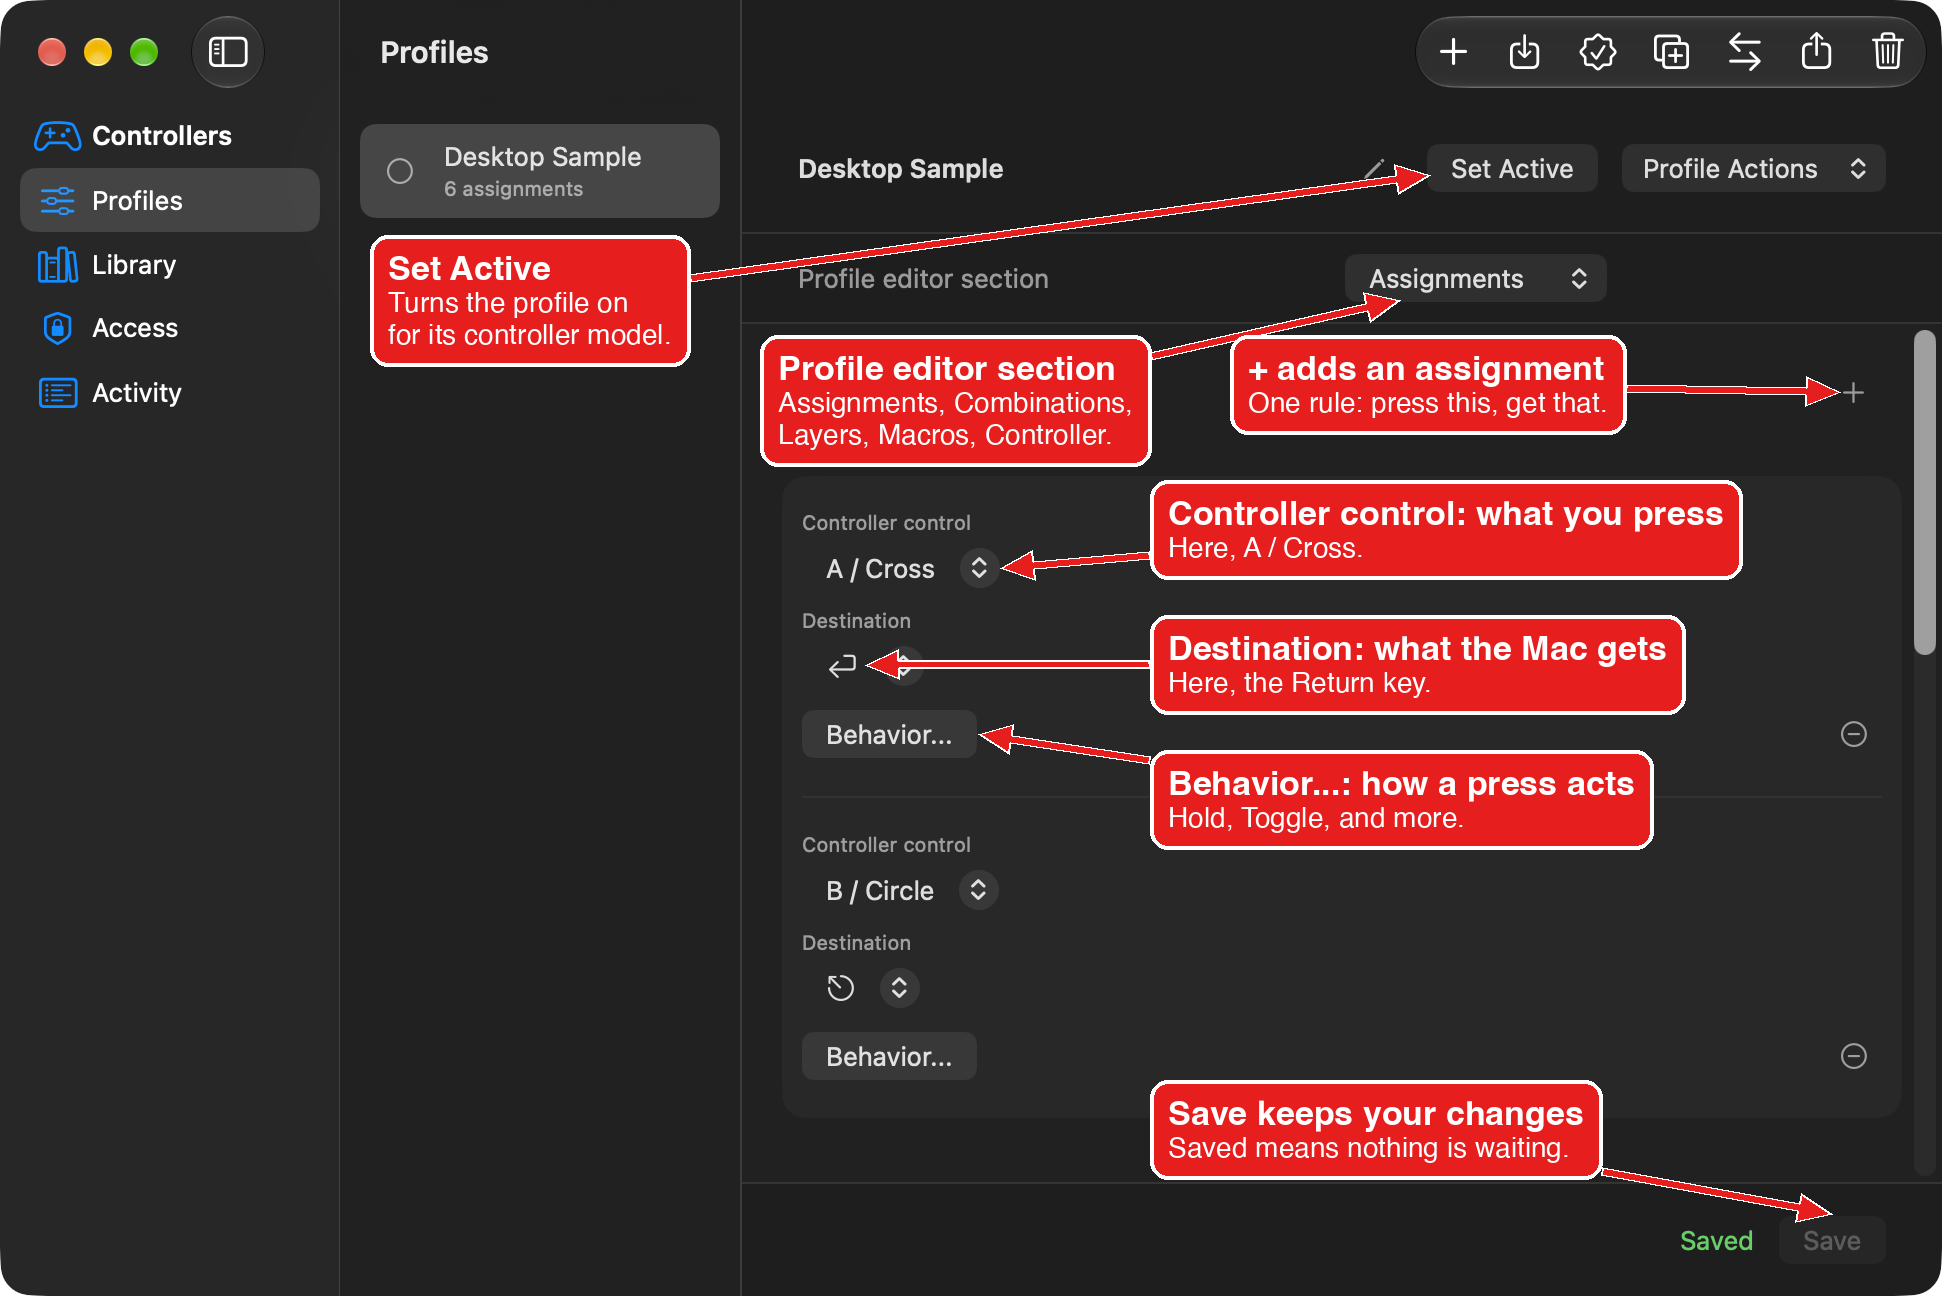 Profiles
Controllers
Profiles
Library
Access
Activity
Desktop Sample
6 assignments
Desktop Sample
Set Active
Profile Actions
Set Active
Turns the profile on
for its controller model.
Profile editor section
Assignments
Profile editor section
Assignments, Combinations,
Layers, Macros, Controller.
+ adds an assignment
One rule: press this, get that.
Controller control
A / Cross
Controller control: what you press
Here, A / Cross.
Destination
Destination: what the Mac gets
Here, the Return key.
Behavior...
Behavior...: how a press acts
Hold, Toggle, and more.
Controller control
B / Circle
Destination
Behavior...
Save keeps your changes
Saved means nothing is waiting.
Saved
Save